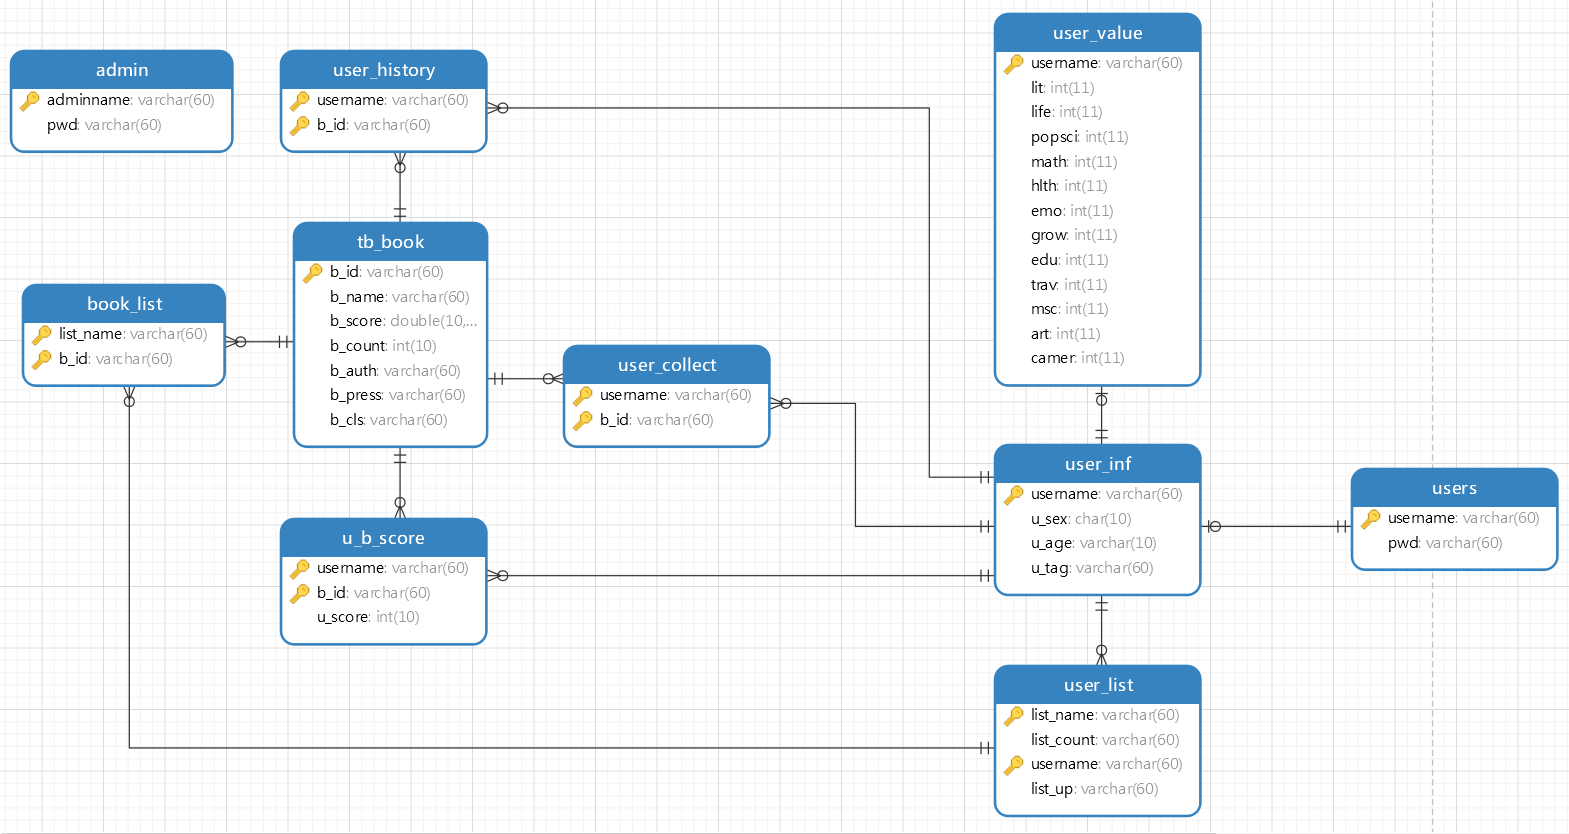 admin
adminname: varchar(60)
pwd: varchar(60)
user_history
username: varchar(60)
b_id: varchar(60)
user_value
username: varchar(60)
lit: int(11)
life: int(11)
popsci: int(11)
math: int(11)
hlth: int(11)
emo: int(11)
grow: int(11)
edu: int(11)
trav: int(11)
msc: int(11)
art: int(11)
camer: int(11)
tb_book
b_id: varchar(60)
b_name: varchar(60)
b_score: double(10,...
b_count: int(10)
b_auth: varchar(60)
b_press: varchar(60)
b_cls: varchar(60)
book_list
list_name: varchar(60)
b_id: varchar(60)
user_collect
username: varchar(60)
b_id: varchar(60)
user_inf
username: varchar(60)
u_sex: char(10)
u_age: varchar(10)
u_tag: varchar(60)
users
username: varchar(60)
pwd: varchar(60)
u_b_score
username: varchar(60)
b_id: varchar(60)
u_score: int(10)
user_list
list_name: varchar(60)
list_count: varchar(60)
username: varchar(60)
list_up: varchar(60)